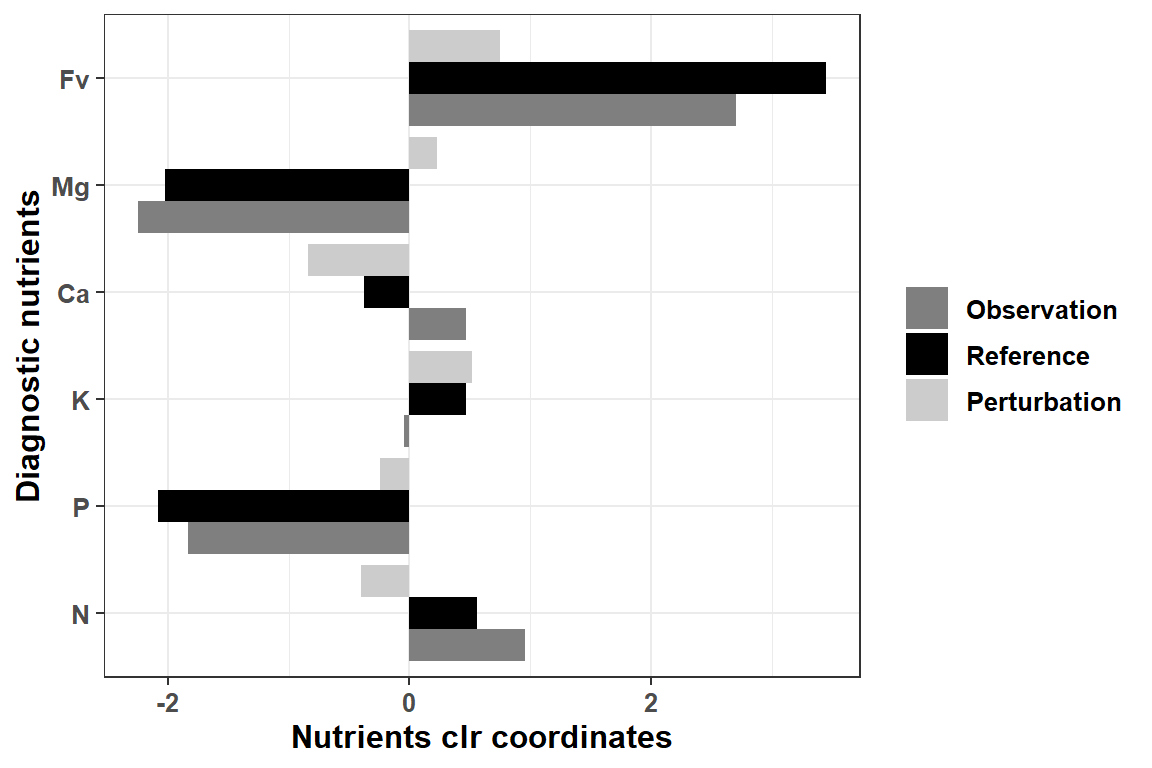 Diagnostic nutrients
Fv
Mg
Ca
K
P
N
-2 0 2
Nutrients clr coordinates
Observation
Reference
Perturbation